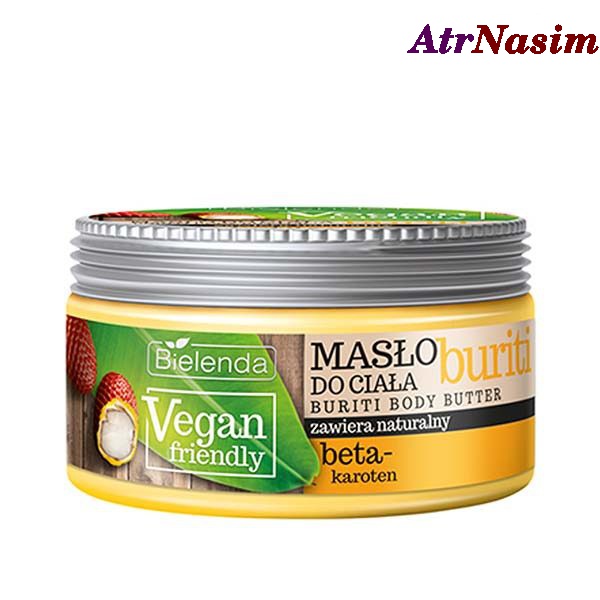 AtrNasim
Bielenda
Vegan
friendly
MASŁO
DO CIAŁA
buriti
BURITI BODY BUTTER
zawiera naturalny
beta-
karoten